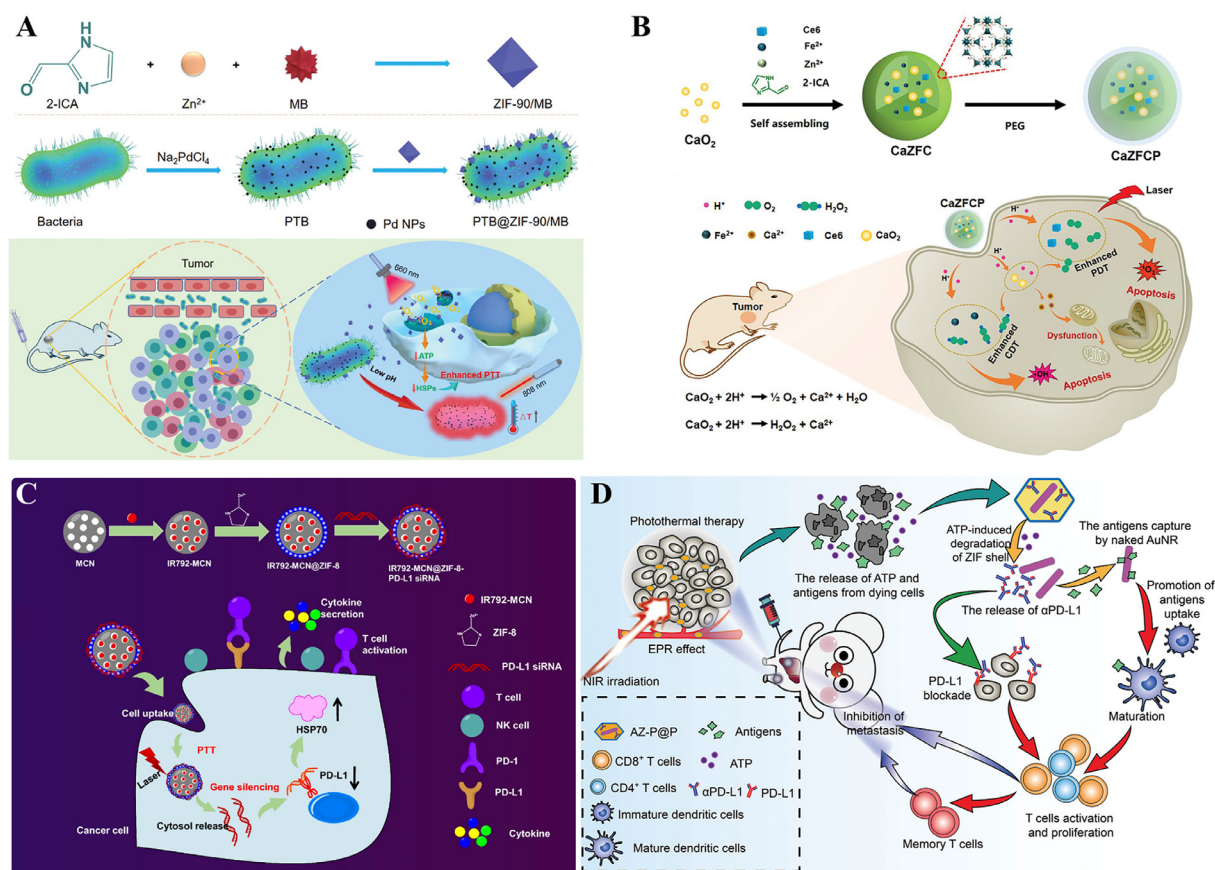 A
2-ICA
+
Zn²⁺
+
MB
ZIF-90/MB
Bacteria
Na₂PdCl₄
PTB
Pd NPs
PTB@ZIF-90/MB
Tumor
660 nm
¹O₂
O₂
ATP
HSPs
Enhanced PTT
Low pH
808 nm
△T
B
CaO₂
Ce6
Fe²⁺
Zn²⁺
2-ICA
Self assembling
CaZFC
PEG
CaZFCP
H⁺
O₂
H₂O₂
Fe²⁺
Ca²⁺
Ce6
CaO₂
CaZFCP
Laser
H⁺
H⁺
H⁺
Enhanced PDT
¹O₂
Apoptosis
Dysfunction
Enhanced CDT
·OH
Apoptosis
Tumor
CaO₂ + 2H⁺ → ½ O₂ + Ca²⁺ + H₂O
CaO₂ + 2H⁺ → H₂O₂ + Ca²⁺
C
MCN
IR792-MCN
IR792-MCN@ZIF-8
IR792-MCN@ZIF-8-
PD-L1 siRNA
Cytokine
secretion
T cell
activation
Cell uptake
PTT
Laser
HSP70
Gene silencing
PD-L1
Cytosol release
Cancer cell
IR792-MCN
ZIF-8
PD-L1 siRNA
T cell
NK cell
PD-1
PD-L1
Cytokine
D
Photothermal therapy
EPR effect
NIR irradiation
The release of ATP and
antigens from dying cells
ATP-induced
degradation
of ZIF shell
The release of αPD-L1
The antigens capture
by naked AuNR
Promotion of
antigens
uptake
PD-L1
blockade
Maturation
Inhibition of
metastasis
T cells activation
and proliferation
Memory T cells
AZ-P@P
Antigens
CD8⁺ T cells
ATP
CD4⁺ T cells
αPD-L1
PD-L1
Immature dendritic cells
Mature dendritic cells